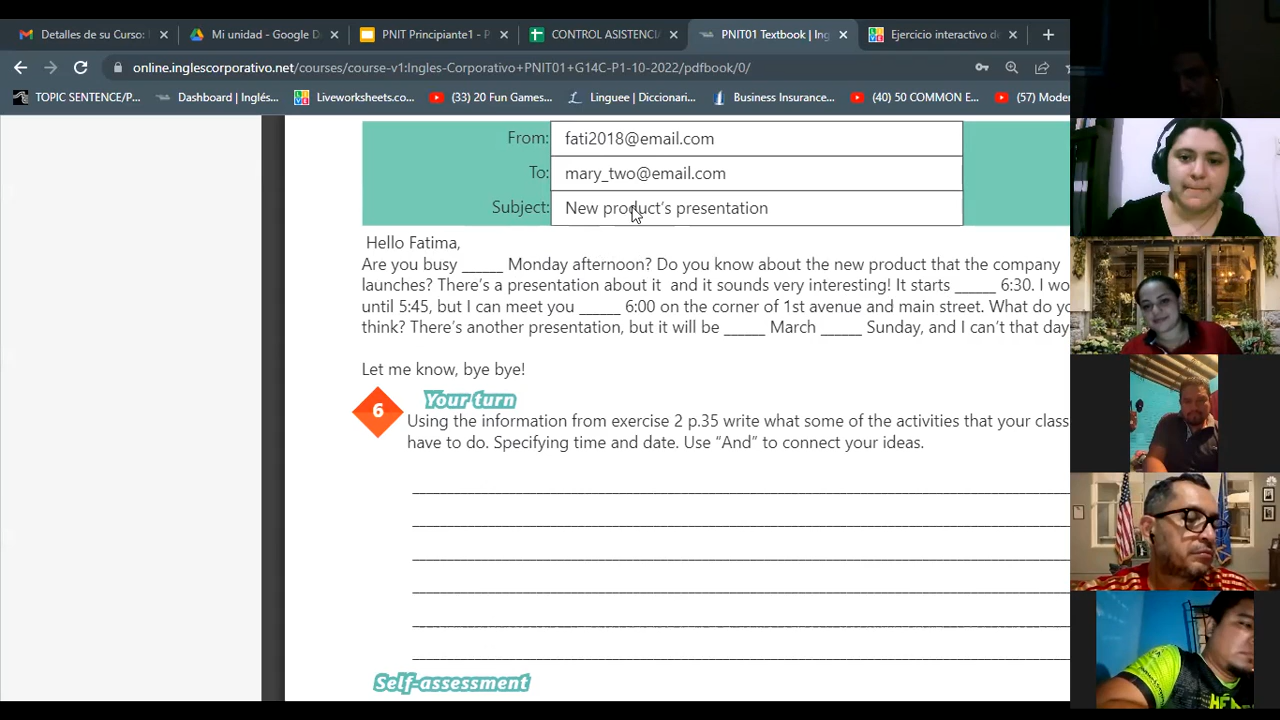 Detalles de su Curso:
Mi unidad - Google D
PNIT Principiante1 - P
CONTROL ASISTENCIA
PNIT01 Textbook | Ing
Ejercicio interactivo de
online.inglescorporativo.net/courses/course-v1:Ingles-Corporativo+PNIT01+G14C-P1-10-2022/pdfbook/0/
TOPIC SENTENCE/P...
Dashboard | Inglés...
Liveworksheets.co...
(33) 20 Fun Games...
Linguee | Diccionari...
Business Insurance...
(40) 50 COMMON E...
(57) Moder
From: fati2018@email.com
To: mary_two@email.com
Subject: New product's presentation
Hello Fatima,
Are you busy _____ Monday afternoon? Do you know about the new product that the company
launches? There's a presentation about it and it sounds very interesting! It starts _____ 6:30. I wo
until 5:45, but I can meet you _____ 6:00 on the corner of 1st avenue and main street. What do yo
think? There's another presentation, but it will be _____ March _____ Sunday, and I can't that day
Let me know, bye bye!
6
Your turn
Using the information from exercise 2 p.35 write what some of the activities that your class
have to do. Specifying time and date. Use “And” to connect your ideas.
Self-assessment